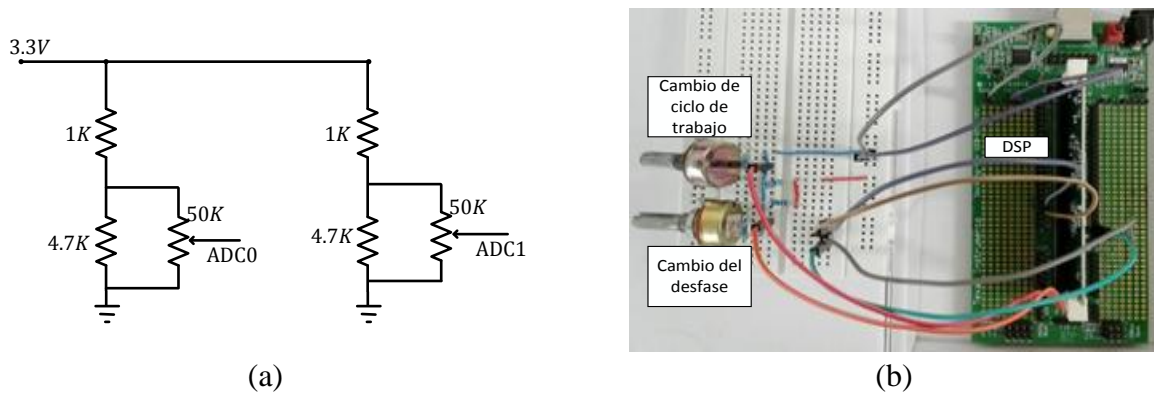 3.3V
1K
1K
50K
50K
4.7K
4.7K
ADC0
ADC1
Cambio de
ciclo de
trabajo
DSP
Cambio del
desfase
(a)
(b)